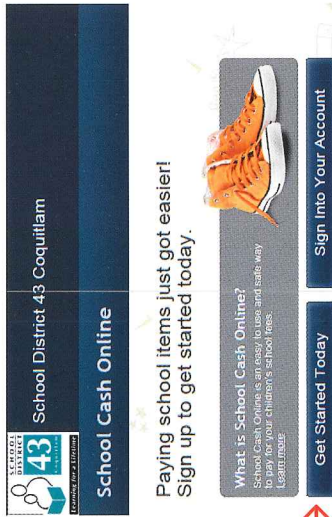 SCHOOL
DISTRICT
43
COQUITLAM
Learning for a Lifetime
School District 43 Coquitlam
School Cash Online
Paying school items just got easier!
Sign up to get started today.
What is School Cash Online?
School Cash Online is an easy to use and safe way
to pay for your children's school fees.
Learn more
Get Started Today
Sign Into Your Account